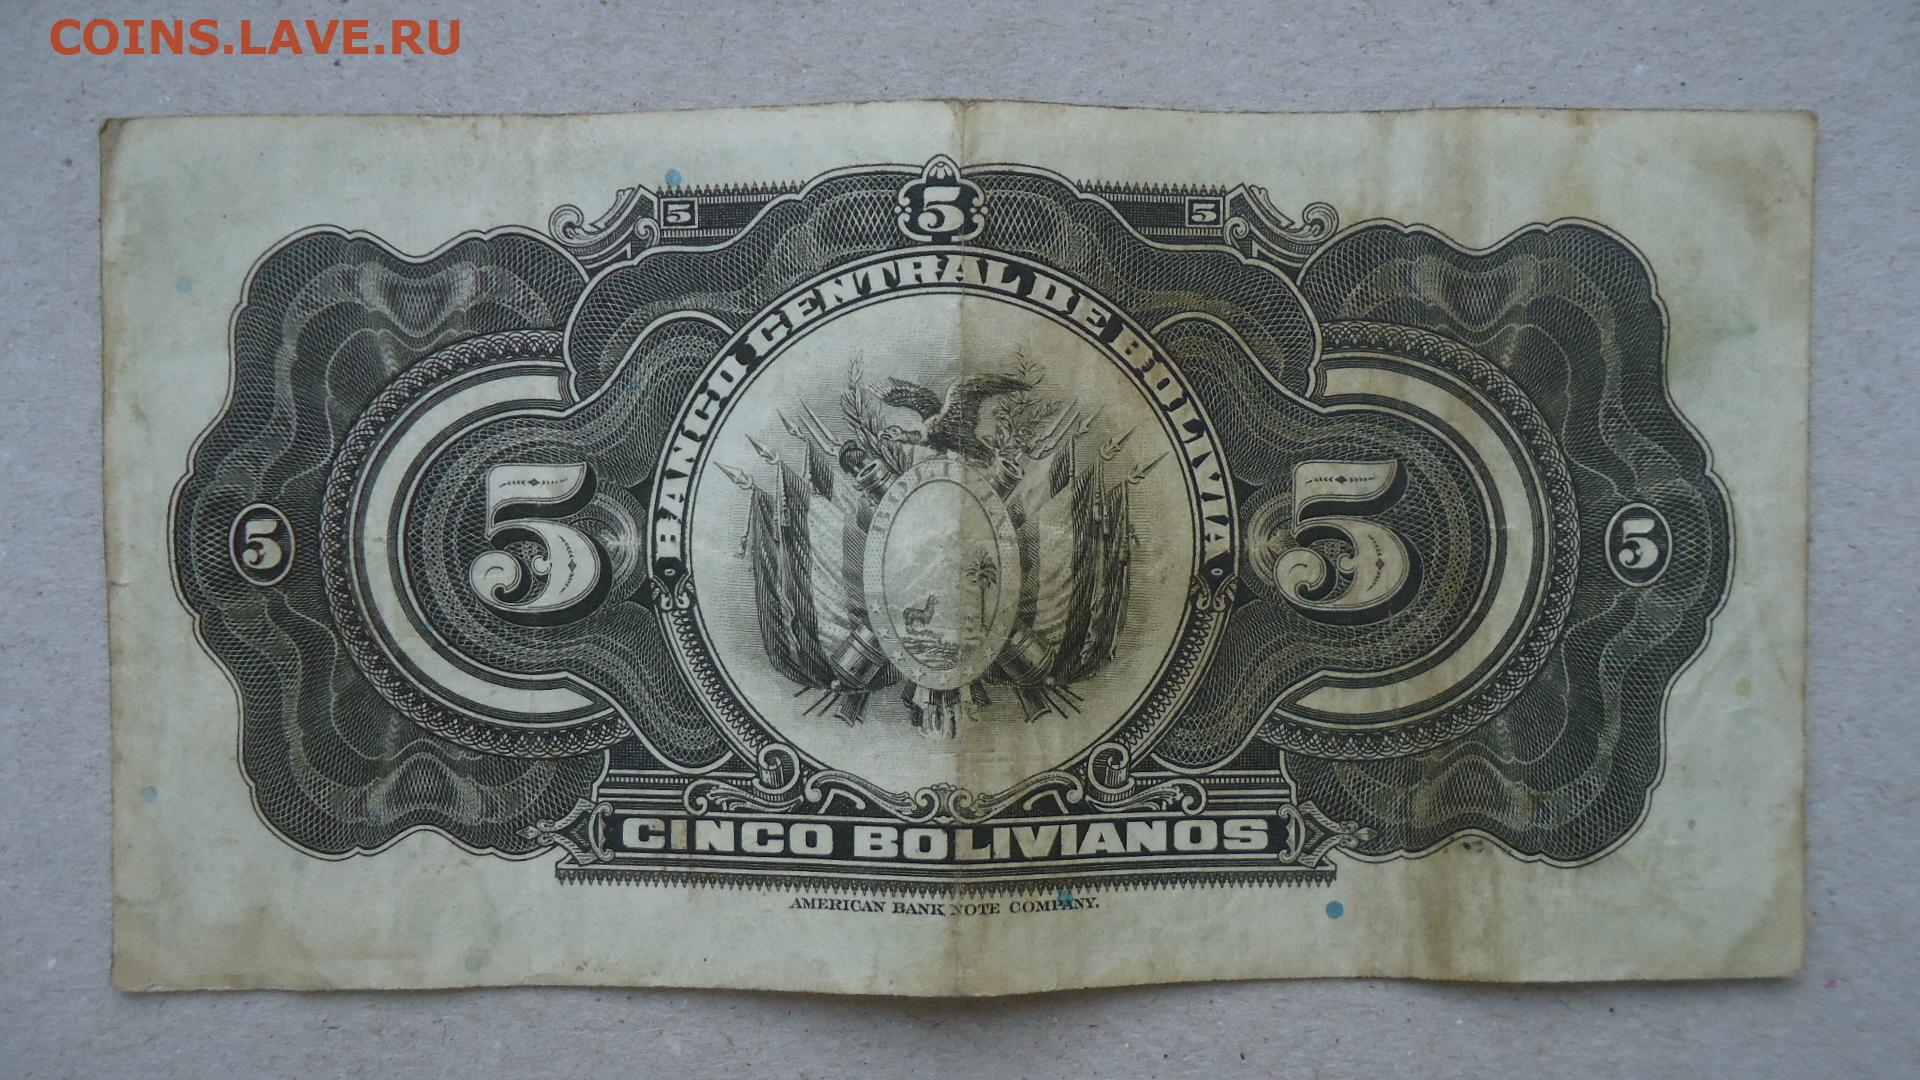 COINS.LAVE.RU
5
5 5
BANCO CENTRAL DE BOLIVIA
5 5 5 5
BOLIVIA
CINCO BOLIVIANOS
AMERICAN BANK NOTE COMPANY.